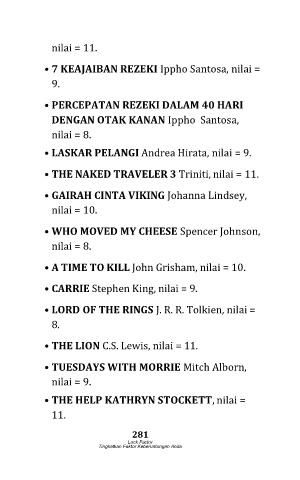 nilai = 11.
• 7 KEAJAIBAN REZEKI Ippho Santosa, nilai =
9.
• PERCEPATAN REZEKI DALAM 40 HARI
DENGAN OTAK KANAN Ippho Santosa,
nilai = 8.
• LASKAR PELANGI Andrea Hirata, nilai = 9.
• THE NAKED TRAVELER 3 Triniti, nilai = 11.
• GAIRAH CINTA VIKING Johanna Lindsey,
nilai = 10.
• WHO MOVED MY CHEESE Spencer Johnson,
nilai = 8.
• A TIME TO KILL John Grisham, nilai = 10.
• CARRIE Stephen King, nilai = 9.
• LORD OF THE RINGS J. R. R. Tolkien, nilai =
8.
• THE LION C.S. Lewis, nilai = 11.
• TUESDAYS WITH MORRIE Mitch Alborn,
nilai = 9.
• THE HELP KATHRYN STOCKETT, nilai =
11.
281
Luck Factor
Tingkatkan Faktor Keberuntungan Anda